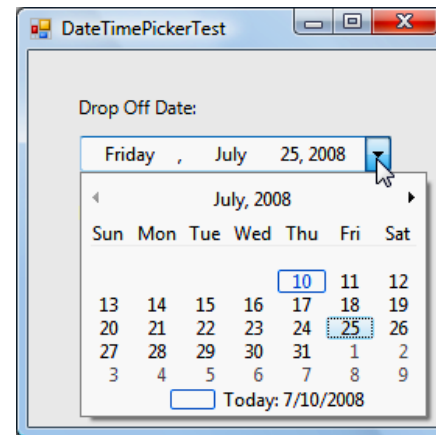 DateTimePickerTest
Drop Off Date:
Friday , July 25, 2008
July, 2008
Sun Mon Tue Wed Thu Fri Sat
10 11 12
13 14 15 16 17 18 19
20 21 22 23 24 25 26
27 28 29 30 31 1 2
3 4 5 6 7 8 9
Today: 7/10/2008